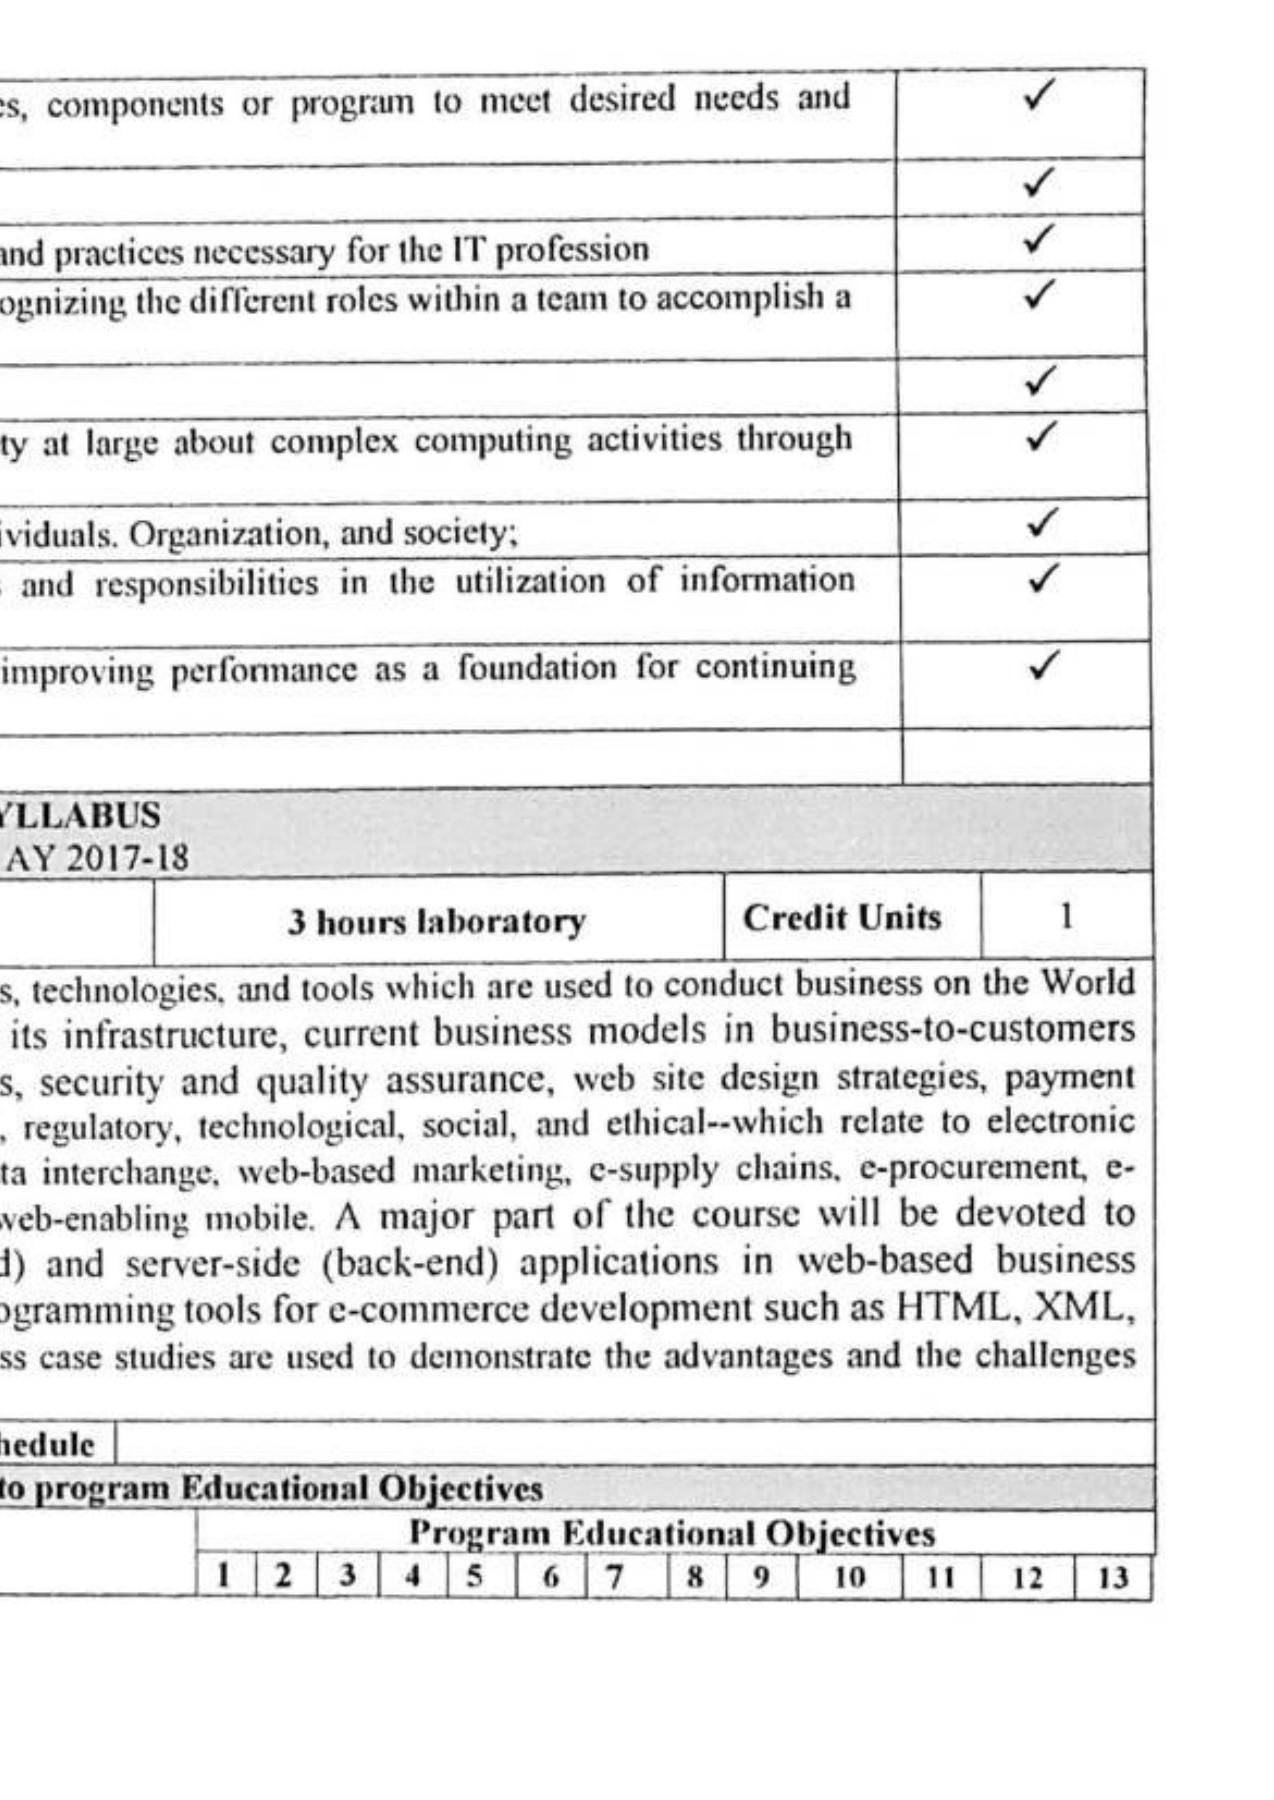 es, components or program to meet desired needs and ✓
✓
and practices necessary for the IT profession ✓
ognizing the different roles within a team to accomplish a ✓
✓
ty at large about complex computing activities through ✓
ividuals. Organization, and society; ✓
s and responsibilities in the utilization of information ✓
improving performance as a foundation for continuing ✓
YLLABUS
AY 2017-18
3 hours laboratory Credit Units 1
s, technologies, and tools which are used to conduct business on the World
its infrastructure, current business models in business-to-customers
s, security and quality assurance, web site design strategies, payment
, regulatory, technological, social, and ethical--which relate to electronic
ta interchange, web-based marketing, e-supply chains, e-procurement, e-
web-enabling mobile. A major part of the course will be devoted to
d) and server-side (back-end) applications in web-based business
ogramming tools for e-commerce development such as HTML, XML,
ss case studies are used to demonstrate the advantages and the challenges
hedule
to program Educational Objectives
Program Educational Objectives
1 2 3 4 5 6 7 8 9 10 11 12 13